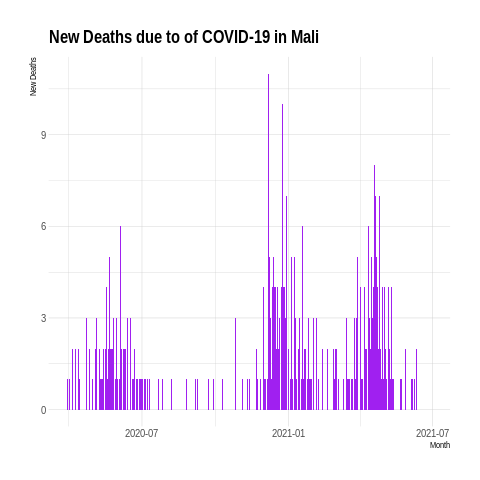 New Deaths due to of COVID-19 in Mali
New Deaths
9
6
3
0
2020-07 2021-01 2021-07
Month